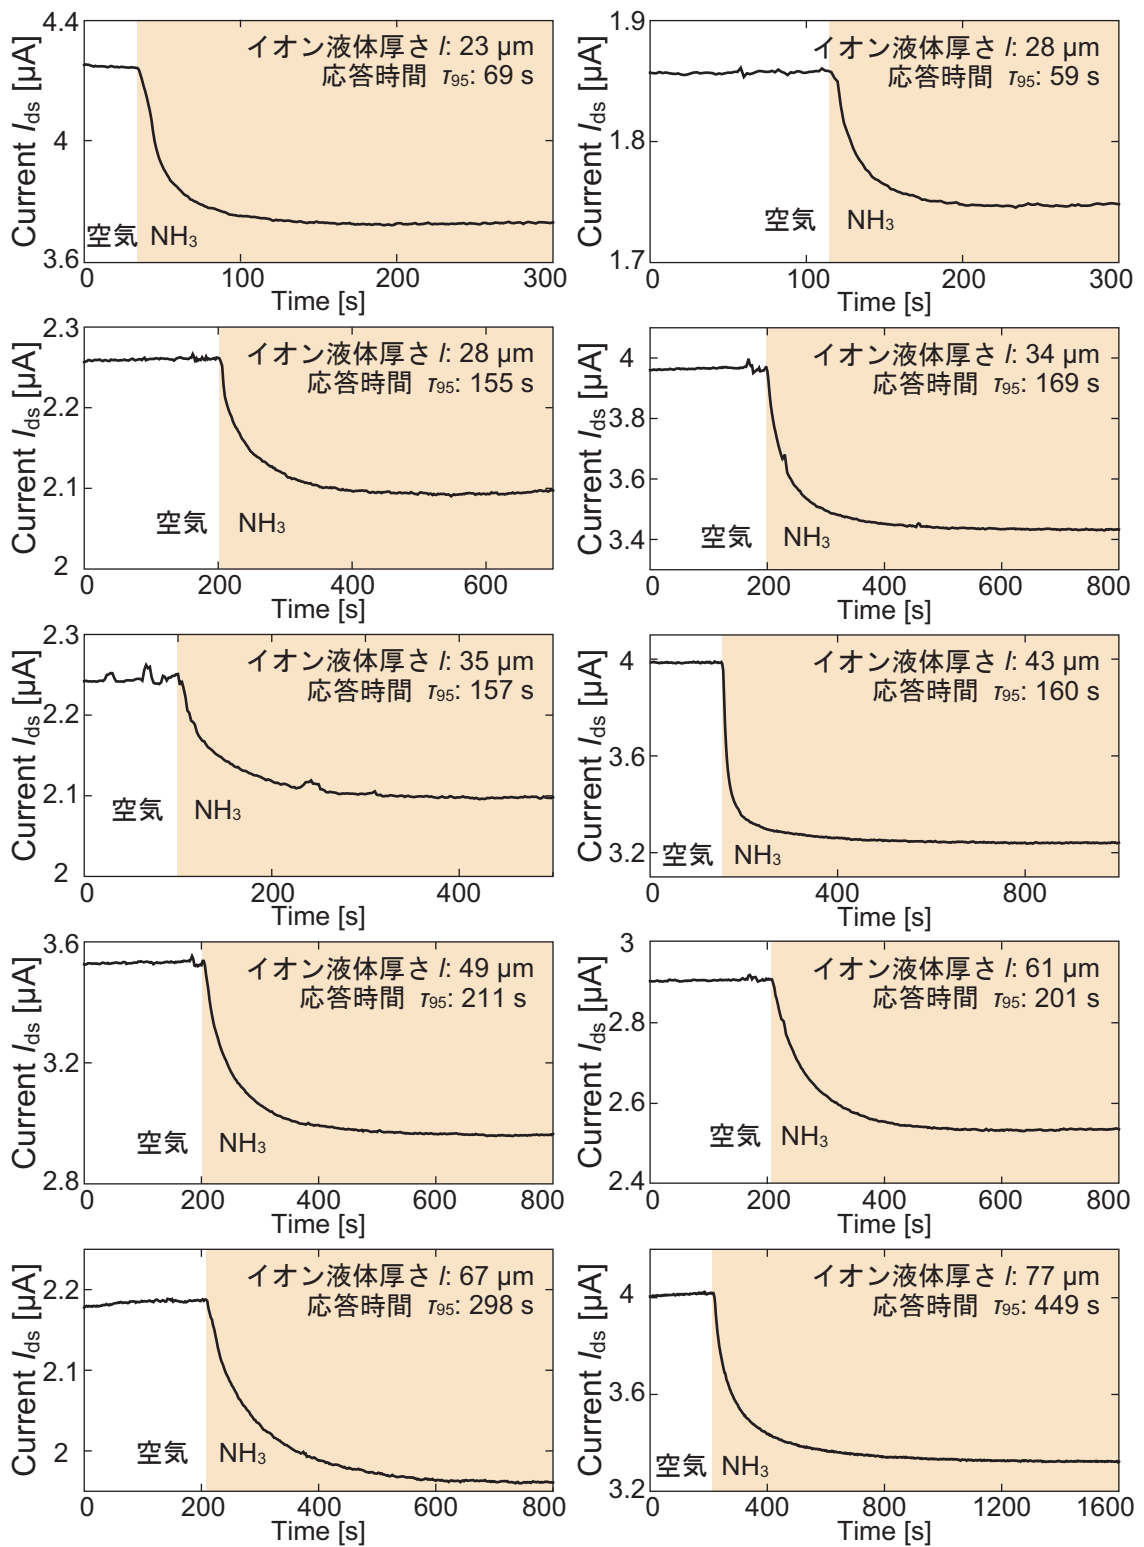 イオン液体厚さ l: 23 µm
応答時間 τ95: 69 s
4.4
4
3.6
Current Ids [µA]
空気 NH3
0 100 200 300
Time [s]
イオン液体厚さ l: 28 µm
応答時間 τ95: 59 s
1.9
1.8
1.7
Current Ids [µA]
空気 NH3
0 100 200 300
Time [s]
イオン液体厚さ l: 28 µm
応答時間 τ95: 155 s
2.3
2.2
2.1
2
Current Ids [µA]
空気 NH3
0 200 400 600
Time [s]
イオン液体厚さ l: 34 µm
応答時間 τ95: 169 s
4
3.8
3.6
3.4
Current Ids [µA]
空気 NH3
0 200 400 600 800
Time [s]
イオン液体厚さ l: 35 µm
応答時間 τ95: 157 s
2.3
2.2
2.1
2
Current Ids [µA]
空気 NH3
0 200 400
Time [s]
イオン液体厚さ l: 43 µm
応答時間 τ95: 160 s
4
3.6
3.2
Current Ids [µA]
空気 NH3
0 400 800
Time [s]
イオン液体厚さ l: 49 µm
応答時間 τ95: 211 s
3.6
3.2
2.8
Current Ids [µA]
空気 NH3
0 200 400 600 800
Time [s]
イオン液体厚さ l: 61 µm
応答時間 τ95: 201 s
3
2.8
2.6
2.4
Current Ids [µA]
空気 NH3
0 200 400 600 800
Time [s]
イオン液体厚さ l: 67 µm
応答時間 τ95: 298 s
2.2
2.1
2
Current Ids [µA]
空気 NH3
0 200 400 600 800
Time [s]
イオン液体厚さ l: 77 µm
応答時間 τ95: 449 s
4
3.6
3.2
Current Ids [µA]
空気 NH3
0 400 800 1200 1600
Time [s]